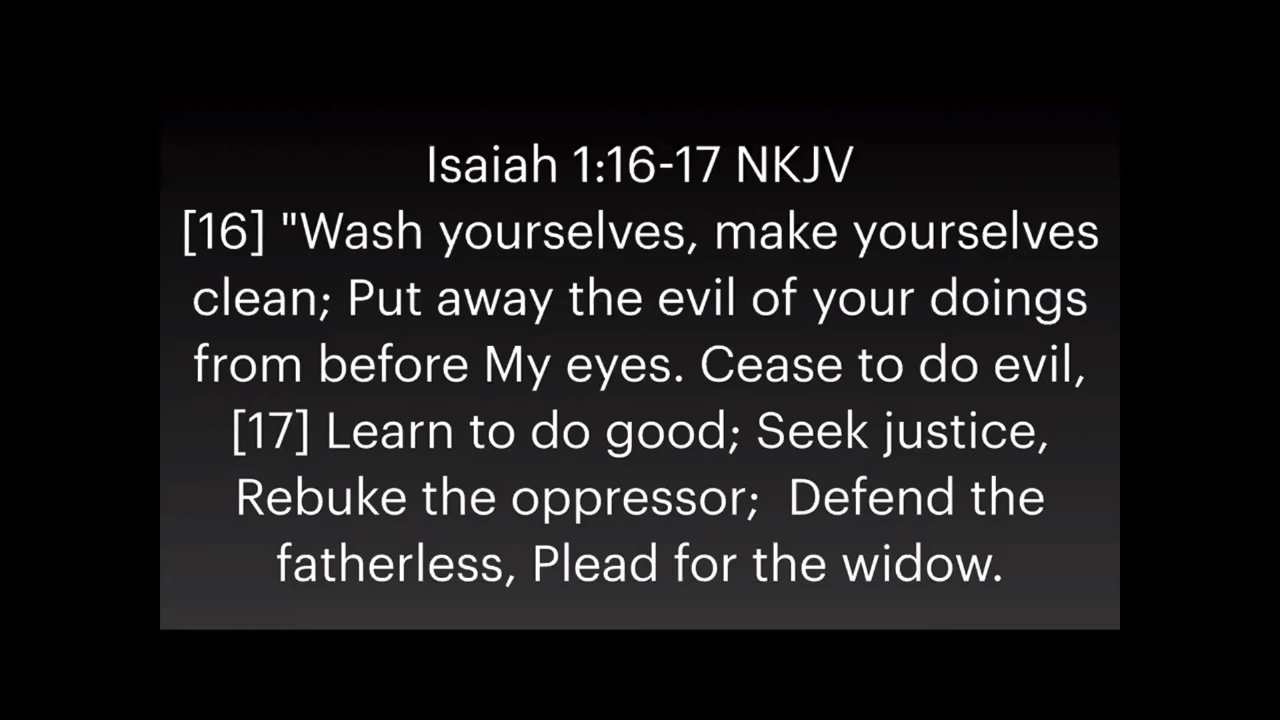 Isaiah 1:16-17 NKJV
[16] "Wash yourselves, make yourselves
clean; Put away the evil of your doings
from before My eyes. Cease to do evil,
[17] Learn to do good; Seek justice,
Rebuke the oppressor;  Defend the
fatherless, Plead for the widow.